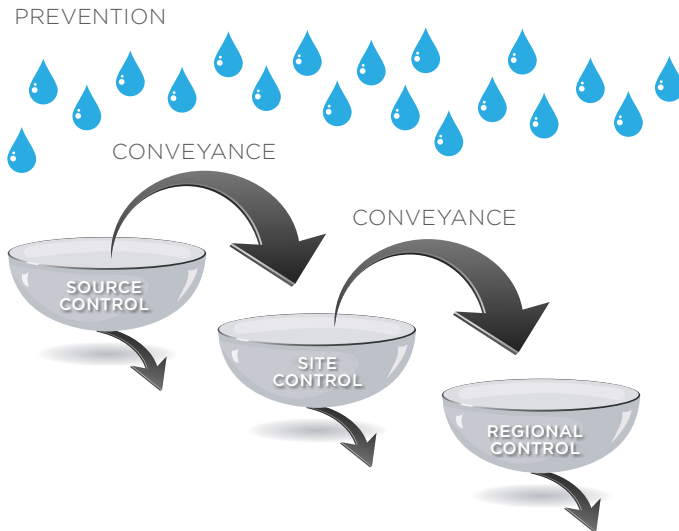 PREVENTION
CONVEYANCE
CONVEYANCE
SOURCE
CONTROL
SITE
CONTROL
REGIONAL
CONTROL